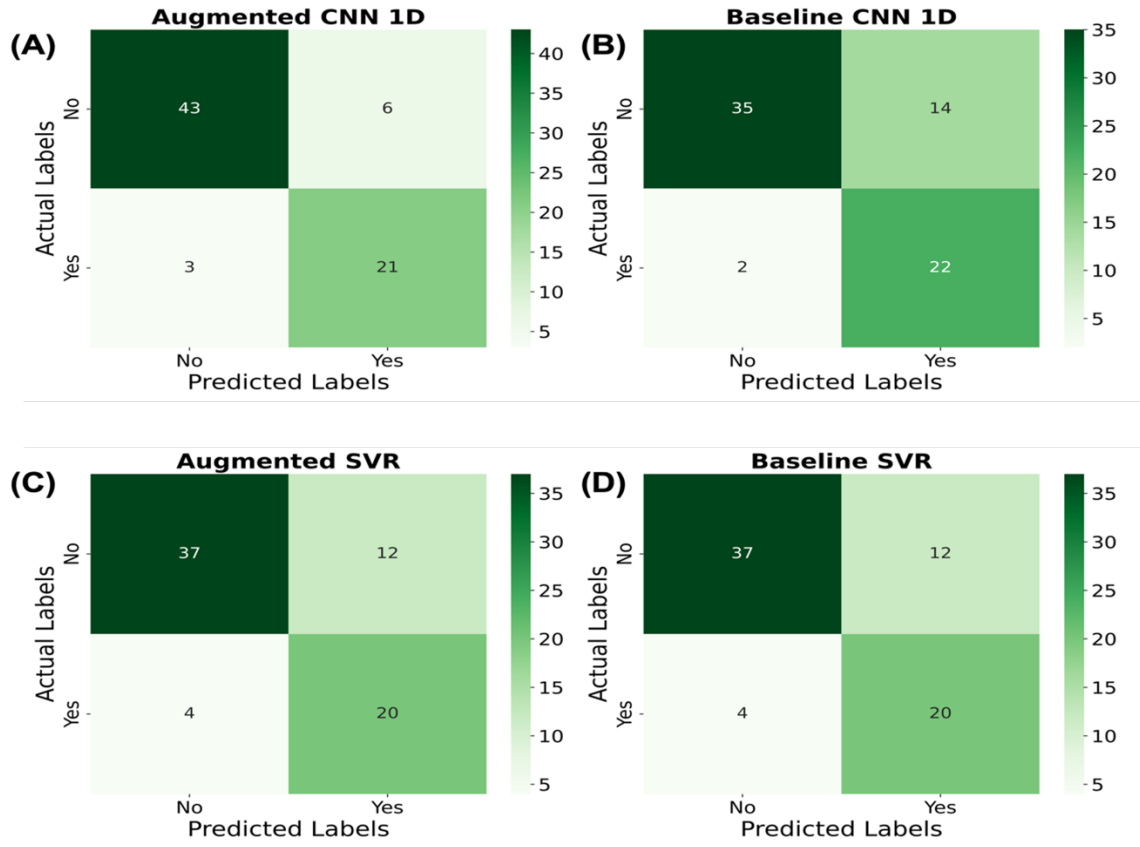 Augmented CNN 1D
(A)
Actual Labels
No
Yes
43
6
3
21
No
Yes
Predicted Labels
40
35
30
25
20
15
10
5
Baseline CNN 1D
(B)
Actual Labels
No
Yes
35
14
2
22
No
Yes
Predicted Labels
35
30
25
20
15
10
5
Augmented SVR
(C)
Actual Labels
No
Yes
37
12
4
20
No
Yes
Predicted Labels
35
30
25
20
15
10
5
Baseline SVR
(D)
Actual Labels
No
Yes
37
12
4
20
No
Yes
Predicted Labels
35
30
25
20
15
10
5